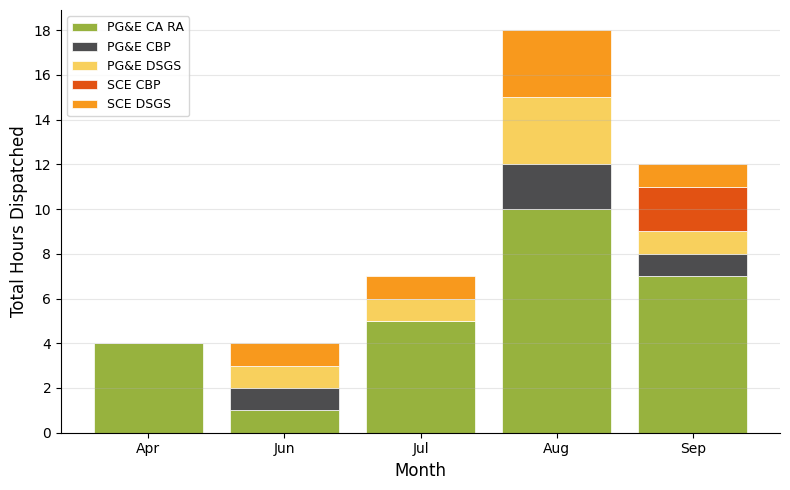 PG&E CA RA
PG&E CBP
PG&E DSGS
SCE CBP
SCE DSGS
Total Hours Dispatched
18
16
14
12
10
8
6
4
2
0
Apr Jun Jul Aug Sep
Month